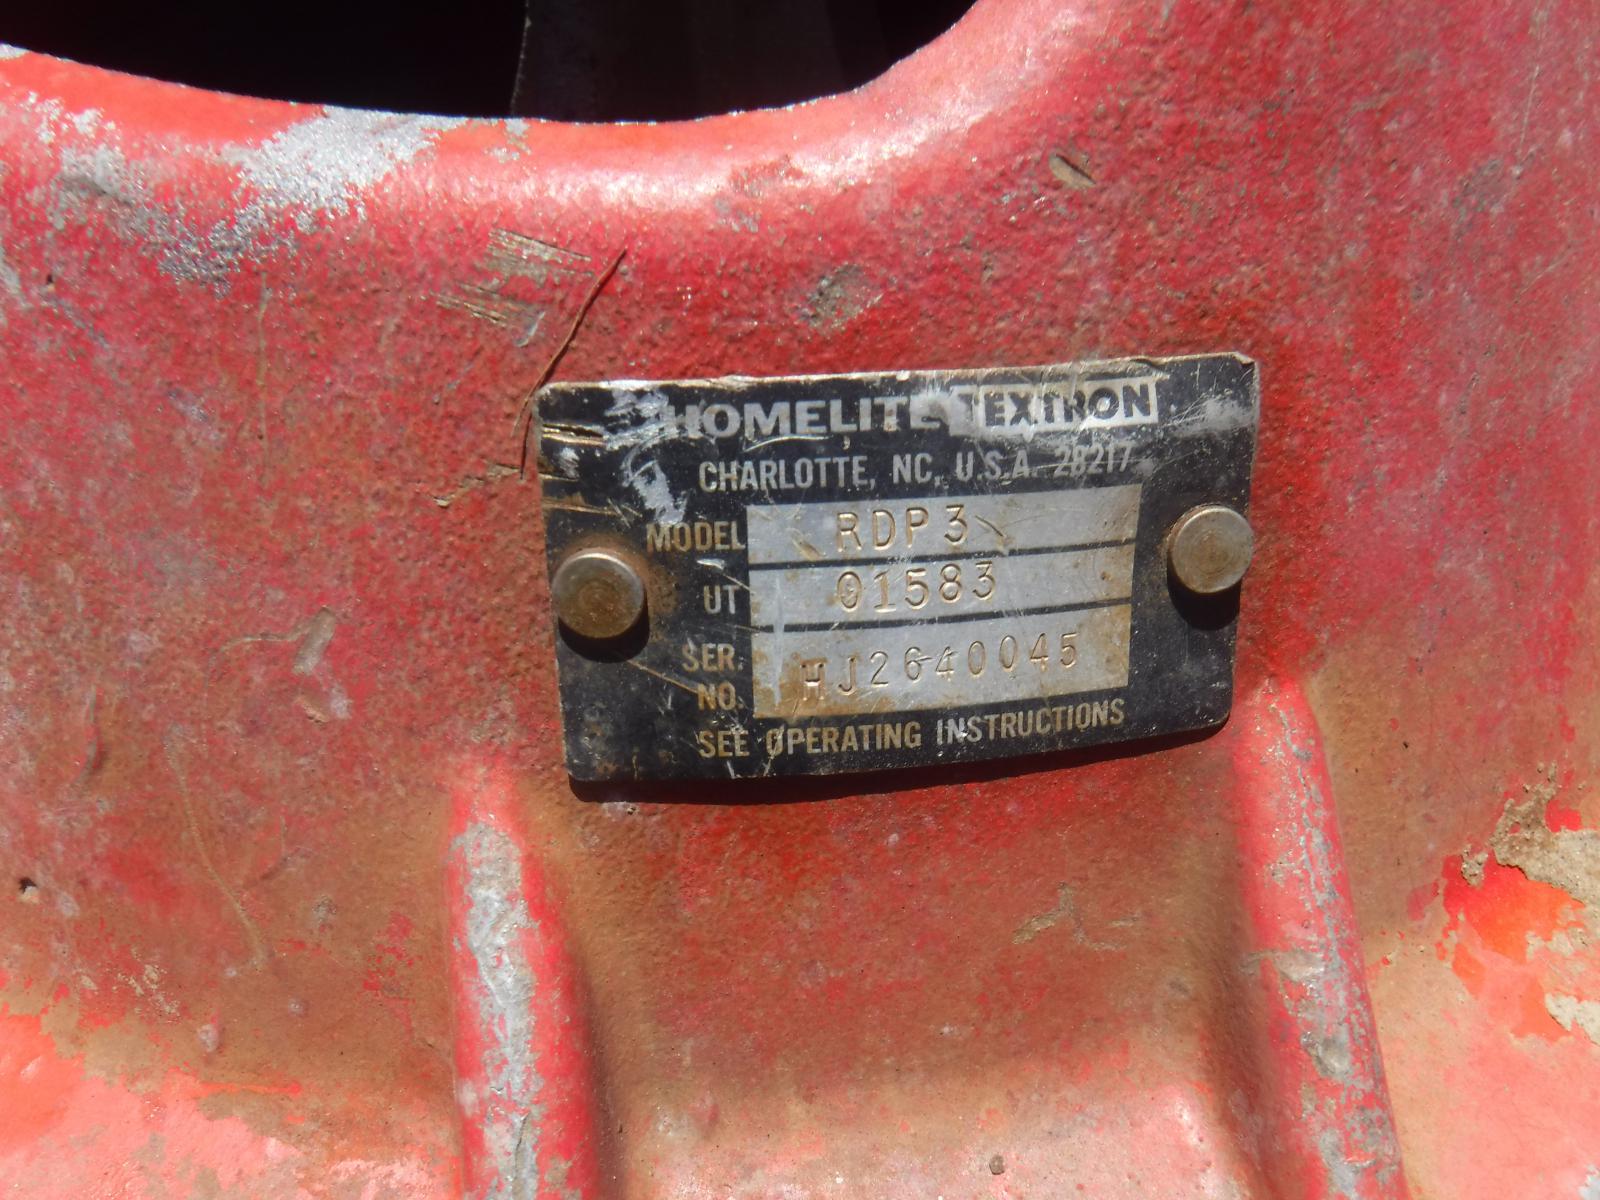 HOMELITE TEXTRON
CHARLOTTE, NC, U.S.A. 28217
MODEL RDP3
UT 01583
SER. NO. HJ2640045
SEE OPERATING INSTRUCTIONS